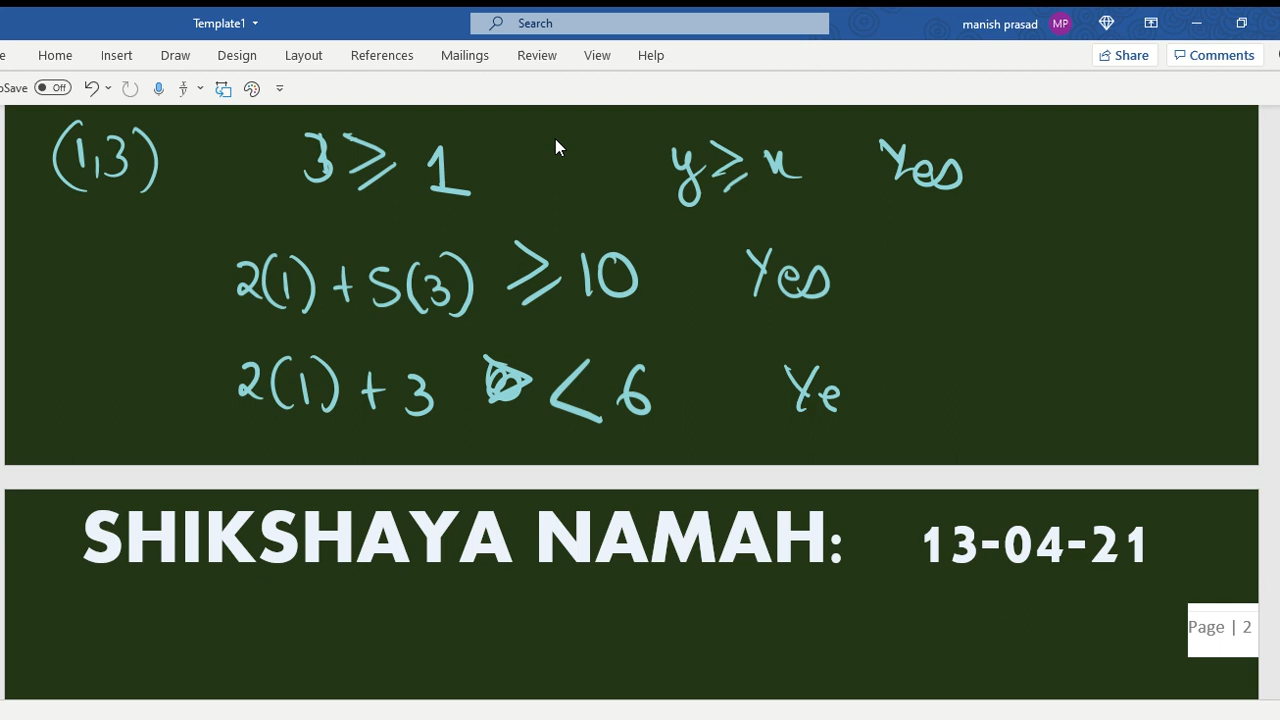 Template1
Search
manish prasad MP
Home Insert Draw Design Layout References Mailings Review View Help
Share Comments
Save Off
(1,3) 3 ≥ 1 y ≥ x Yes
2(1) + 5(3) ≥ 10 Yes
2(1) + 3 < 6 Ye
SHIKSHAYA NAMAH: 13-04-21
Page | 2